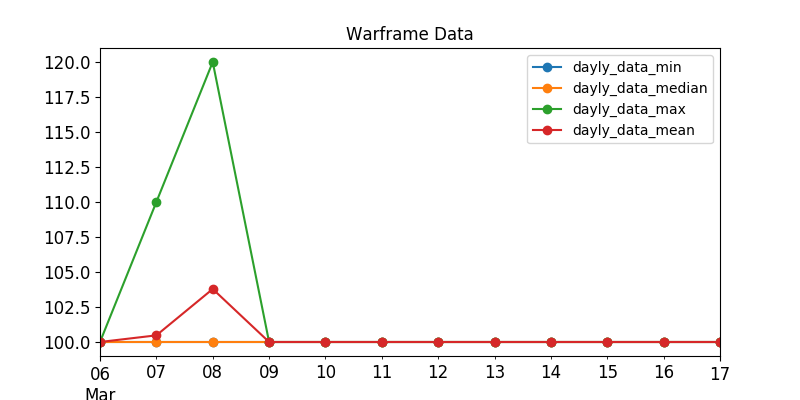 Warframe Data
dayly_data_min
dayly_data_median
dayly_data_max
dayly_data_mean
120.0
117.5
115.0
112.5
110.0
107.5
105.0
102.5
100.0
06 07 08 09 10 11 12 13 14 15 16 17
Mar